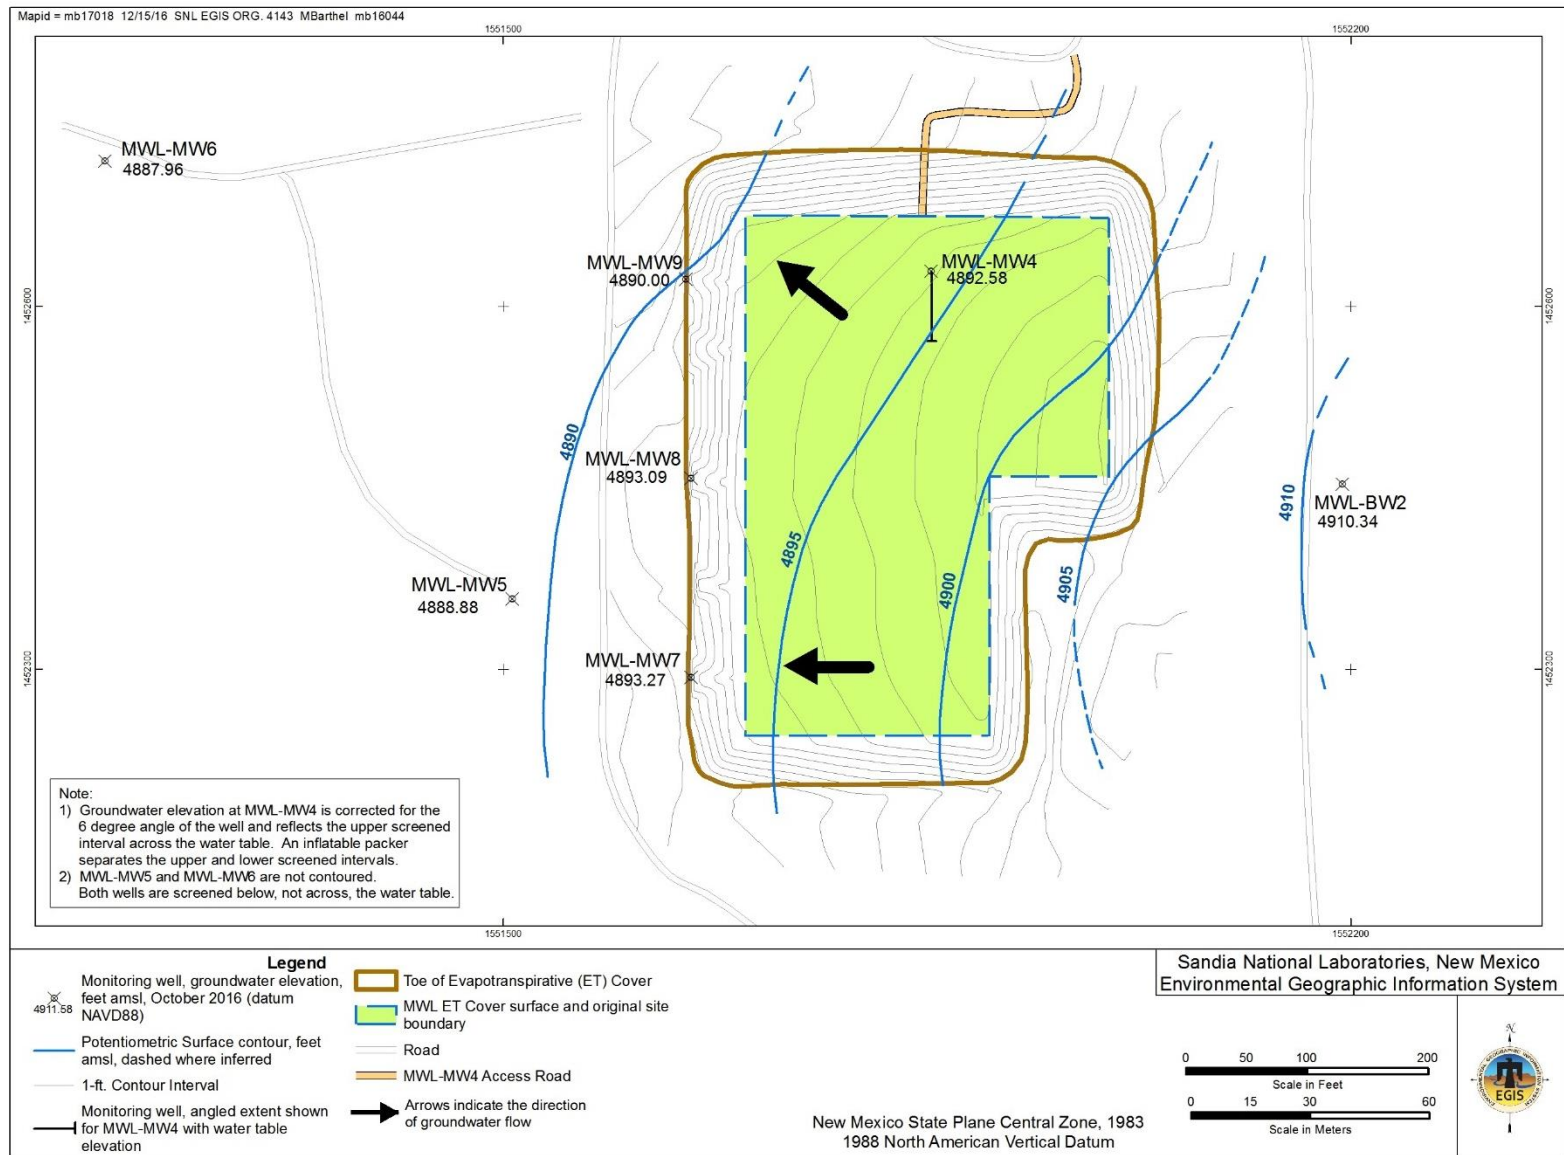 Mapid = mb17018 12/15/16 SNL EGIS ORG. 4143 MBarthel mb16044
1551500
1552200
MWL-MW6
4887.96
MWL-MW9
4890.00
MWL-MW4
4892.58
1452600
1452600
4890
MWL-MW8
4893.09
4910
MWL-BW2
4910.34
4895
4900
4905
MWL-MW5
4888.88
MWL-MW7
4893.27
1452300
1452300
Note:
1) Groundwater elevation at MWL-MW4 is corrected for the
6 degree angle of the well and reflects the upper screened
interval across the water table. An inflatable packer
separates the upper and lower screened intervals.
2) MWL-MW5 and MWL-MW6 are not contoured.
Both wells are screened below, not across, the water table.
1551500
1552200
Legend
4911.58
Monitoring well, groundwater elevation,
feet amsl, October 2016 (datum
NAVD88)
Potentiometric Surface contour, feet
amsl, dashed where inferred
1-ft. Contour Interval
Monitoring well, angled extent shown
for MWL-MW4 with water table
elevation
Toe of Evapotranspirative (ET) Cover
MWL ET Cover surface and original site
boundary
Road
MWL-MW4 Access Road
Arrows indicate the direction
of groundwater flow
New Mexico State Plane Central Zone, 1983
1988 North American Vertical Datum
Sandia National Laboratories, New Mexico
Environmental Geographic Information System
0 50 100 200
Scale in Feet
0 15 30 60
Scale in Meters
N
ENVIRONMENTAL GEOGRAPHIC INFORMATION SYSTEM
EGIS